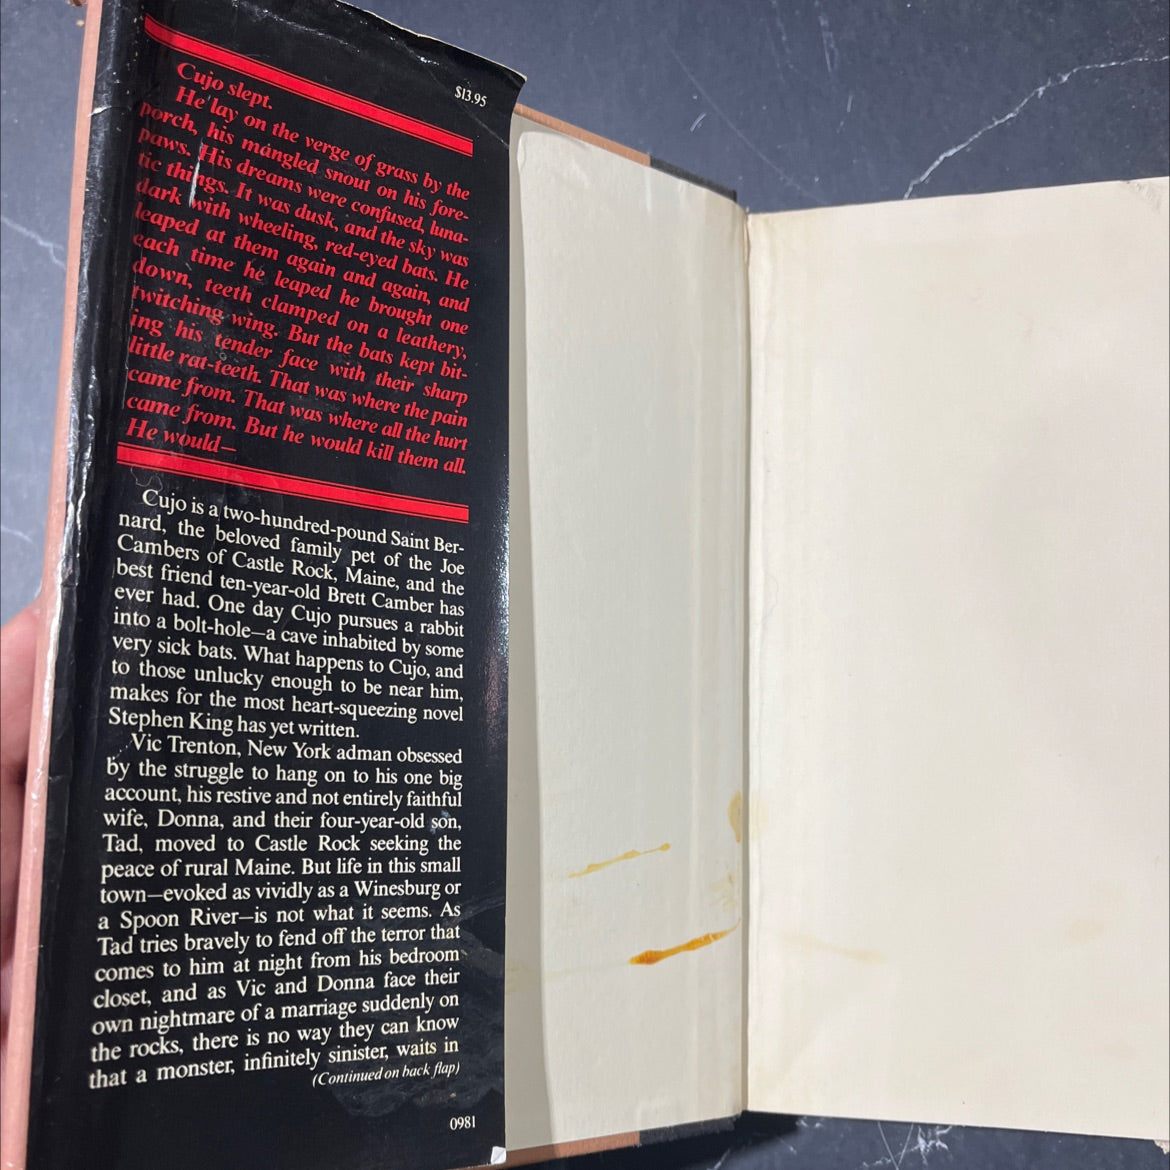 $13.95
Cujo slept.
He lay on the verge of grass by the
porch, his mangled snout on his fore-
paws. His dreams were confused, luna-
tic things. It was dusk, and the sky was
dark with wheeling, red-eyed bats. He
leaped at them again and again, and
each time he leaped he brought one
down, teeth clamped on a leathery,
twitching wing. But the bats kept bit-
ing his tender face with their sharp
little rat-teeth. That was where the pain
came from. That was where all the hurt
came from. But he would kill them all.
He would—
Cujo is a two-hundred-pound Saint Ber-
nard, the beloved family pet of the Joe
Cambers of Castle Rock, Maine, and the
best friend ten-year-old Brett Camber has
ever had. One day Cujo pursues a rabbit
into a bolt-hole—a cave inhabited by some
very sick bats. What happens to Cujo, and
to those unlucky enough to be near him,
makes for the most heart-squeezing novel
Stephen King has yet written.
Vic Trenton, New York adman obsessed
by the struggle to hang on to his one big
account, his restive and not entirely faithful
wife, Donna, and their four-year-old son,
Tad, moved to Castle Rock seeking the
peace of rural Maine. But life in this small
town—evoked as vividly as a Winesburg or
a Spoon River—is not what it seems. As
Tad tries bravely to fend off the terror that
comes to him at night from his bedroom
closet, and as Vic and Donna face their
own nightmare of a marriage suddenly on
the rocks, there is no way they can know
that a monster, infinitely sinister, waits in
(Continued on back flap)
0981